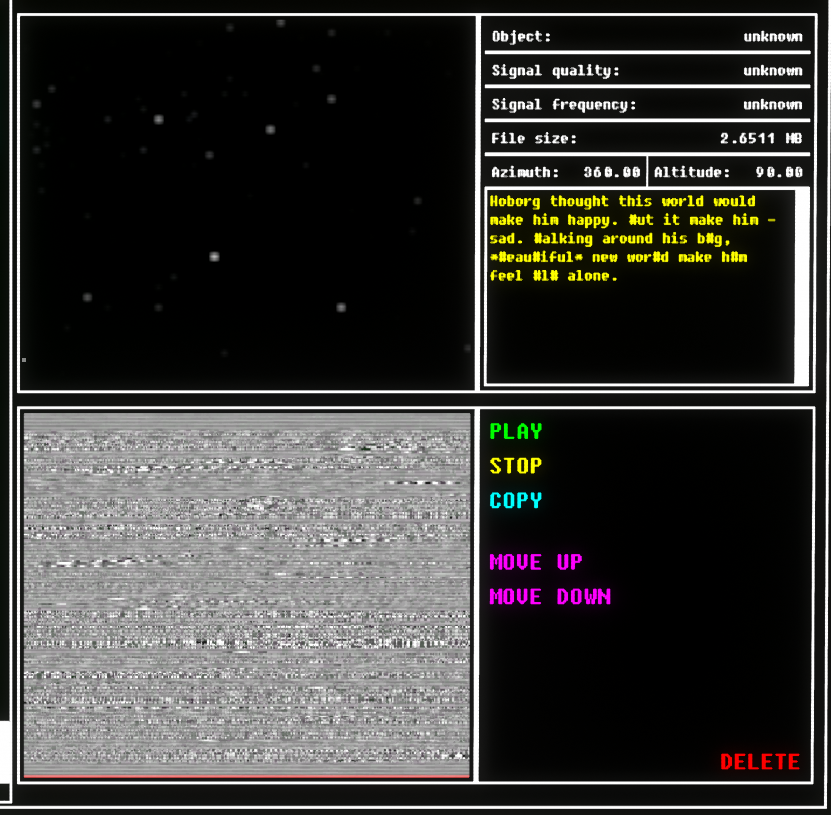 Object: unknown
Signal quality: unknown
Signal frequency: unknown
File size: 2.6511 MB
Azimuth: 360.00 Altitude: 90.00
Hoborg thought this world would
make him happy. #ut it make him -
sad. #alking around his b#g,
*#eau#iful* new wor#d make h#m
feel #l# alone.
PLAY
STOP
COPY
MOVE UP
MOVE DOWN
DELETE